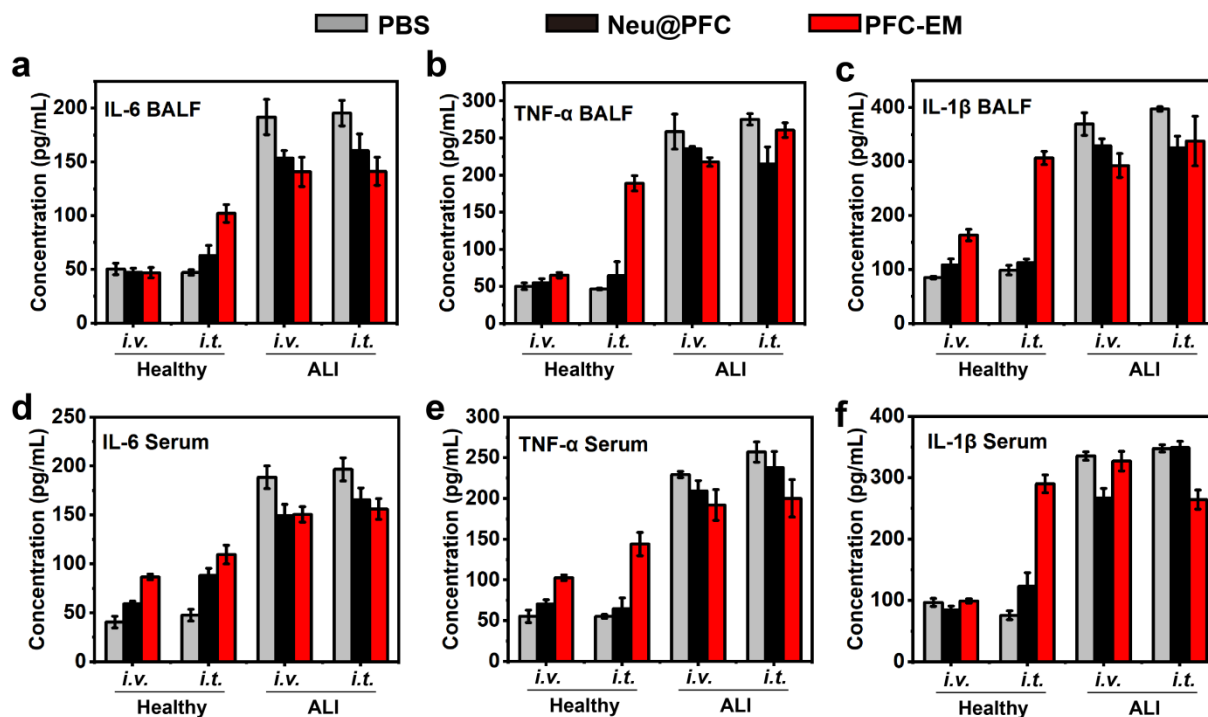 PBS Neu@PFC PFC-EM
a
IL-6 BALF
Concentration (pg/mL)
200
150
100
50
0
i.v. i.t. i.v. i.t.
Healthy ALI
b
TNF-α BALF
Concentration (pg/mL)
300
250
200
150
100
50
0
i.v. i.t. i.v. i.t.
Healthy ALI
c
IL-1β BALF
Concentration (pg/mL)
400
300
200
100
0
i.v. i.t. i.v. i.t.
Healthy ALI
d
IL-6 Serum
Concentration (pg/mL)
250
200
150
100
50
0
i.v. i.t. i.v. i.t.
Healthy ALI
e
TNF-α Serum
Concentration (pg/mL)
300
250
200
150
100
50
0
i.v. i.t. i.v. i.t.
Healthy ALI
f
IL-1β Serum
Concentration (pg/mL)
400
300
200
100
0
i.v. i.t. i.v. i.t.
Healthy ALI